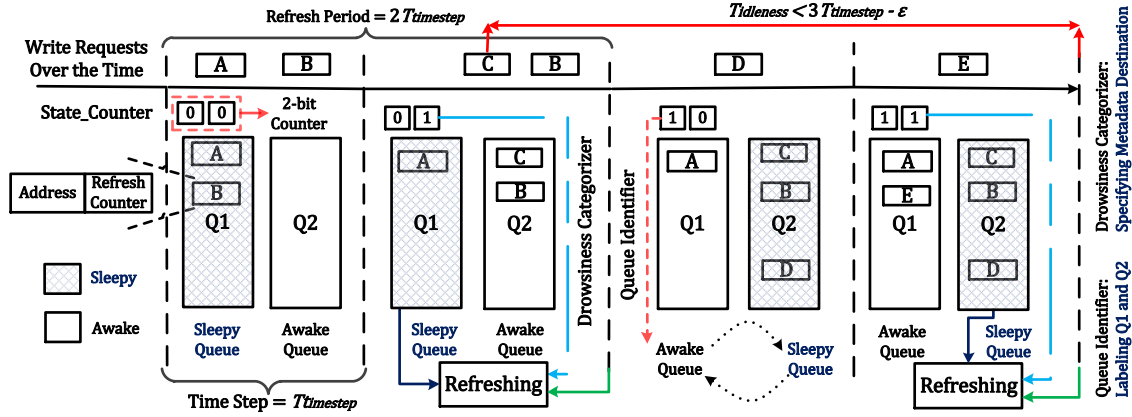 Refresh Period = 2 Ttimestep
Tidleness < 3 Ttimestep - ε
Write Requests
Over the Time
A
B
C
B
D
E
State_Counter
0 0
2-bit
Counter
0 1
1 0
1 1
Address
Refresh
Counter
A
B
Q1
Q2
A
Q1
C
B
Q2
A
Q1
C
B
Q2
D
A
E
Q1
C
B
Q2
D
Drowsiness Categorizer
Queue Identifier
Drowsiness Categorizer:
Specifying Metadata Destination
Queue Identifier:
Labeling Q1 and Q2
Sleepy
Awake
Sleepy
Queue
Awake
Queue
Sleepy
Queue
Awake
Queue
Awake
Queue
Sleepy
Queue
Awake
Queue
Sleepy
Queue
Refreshing
Refreshing
Time Step = Ttimestep